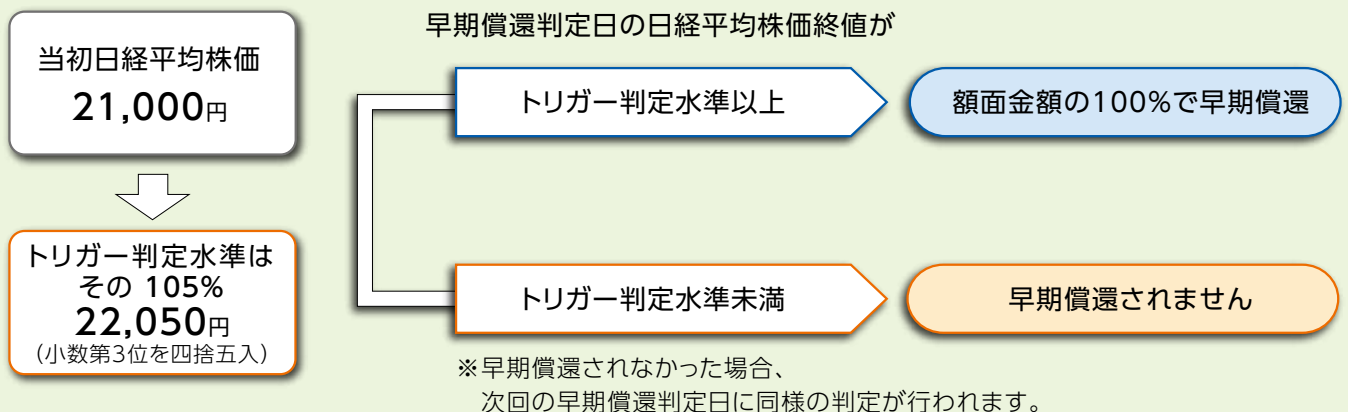 当初日経平均株価
21,000円
トリガー判定水準は
その 105%
22,050円
（小数第3位を四捨五入）
早期償還判定日の日経平均株価終値が
トリガー判定水準以上
額面金額の100%で早期償還
トリガー判定水準未満
早期償還されません
※早期償還されなかった場合、
次回の早期償還判定日に同様の判定が行われます。